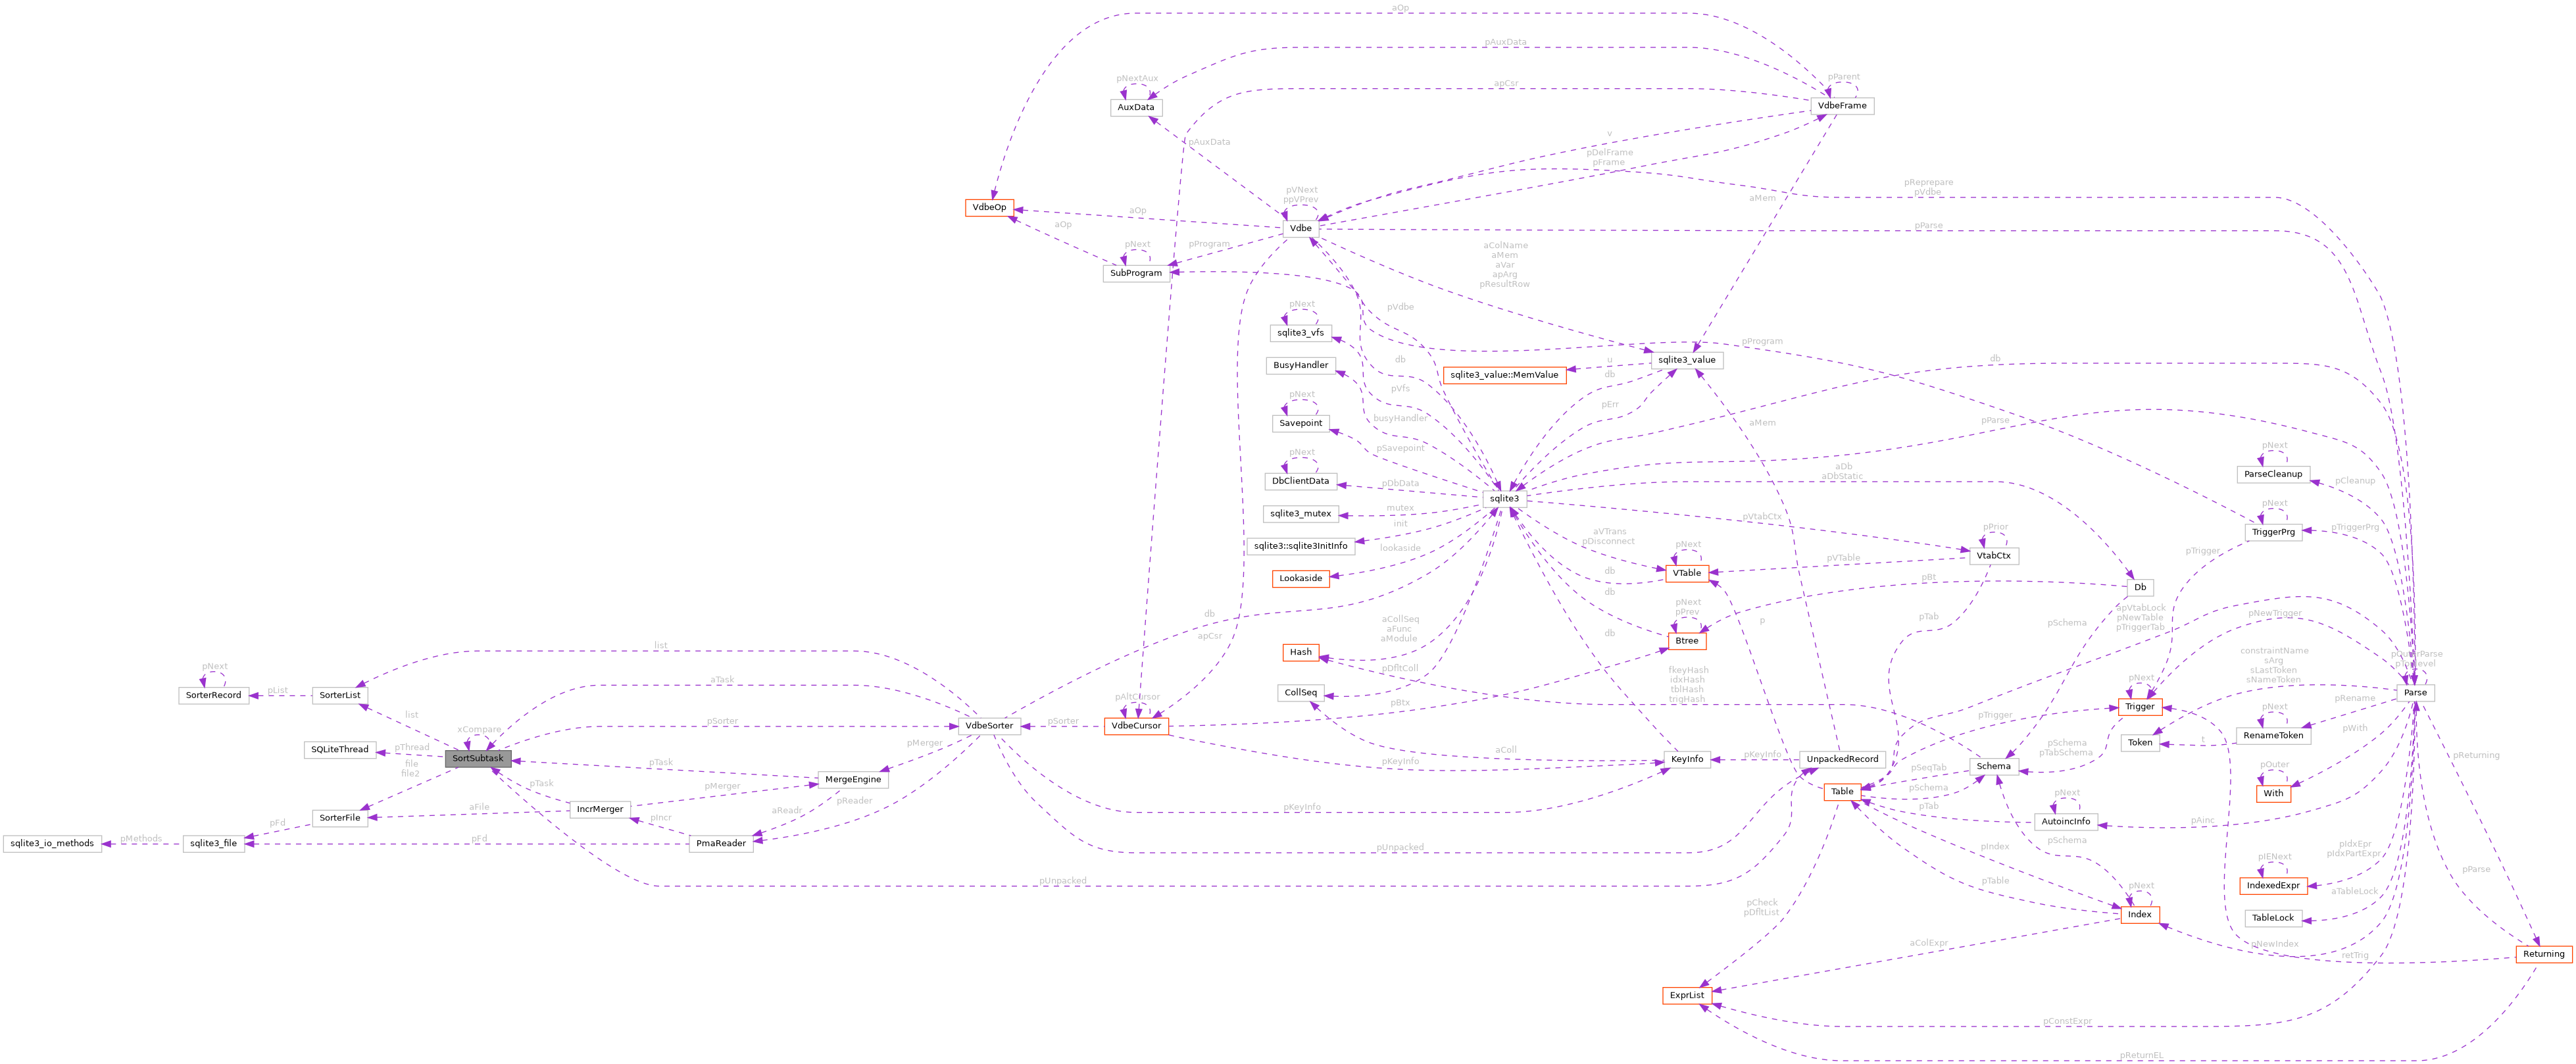 aOp
pAuxData
pNextAux
apCsr
pParent
AuxData
VdbeFrame
v
pAuxData
pDelFrame
pFrame
pVNext
ppVPrev
pReprepare
pVdbe
aMem
VdbeOp
aOp
aOp
Vdbe
pParse
pNext
pProgram
SubProgram
aColName
aMem
aVar
apArg
pResultRow
pNext
pVdbe
sqlite3_vfs
pProgram
BusyHandler
db
sqlite3_value
u
db
sqlite3_value::MemValue
db
pVfs
pNext
pErr
busyHandler
Savepoint
aMem
pParse
pSavepoint
pNext
pNext
DbClientData
pDbData
aDb
aDbStatic
ParseCleanup
pCleanup
sqlite3
sqlite3_mutex
mutex
pNext
pVtabCtx
init
aVTrans
pDisconnect
pPrior
TriggerPrg
pTriggerPrg
sqlite3::sqlite3InitInfo
lookaside
pNext
pVTable
VtabCtx
pTrigger
Lookaside
VTable
db
db
pBt
Db
pNext
pPrev
db
aCollSeq
aFunc
aModule
p
pTab
pSchema
apVtabLock
pNewTable
pTriggerTab
pNewTrigger
apCsr
db
Btree
Hash
list
pDfltColl
fkeyHash
idxHash
tblHash
trigHash
constraintName
sArg
sLastToken
sNameToken
pOuterParse
pToplevel
pNext
aTask
pNext
SorterRecord
pList
SorterList
CollSeq
Parse
pAltCursor
pBtx
pNext
pRename
list
pSorter
VdbeSorter
pSorter
VdbeCursor
Trigger
pTrigger
pNext
xCompare
RenameToken
Token
t
pWith
SQLiteThread
pThread
pMerger
aColl
pSchema
pTabSchema
SortSubtask
pKeyInfo
KeyInfo
pKeyInfo
UnpackedRecord
pSeqTab
Schema
pOuter
pReturning
file
file2
pTask
MergeEngine
pTask
pMerger
Table
pSchema
pNext
With
pReader
pKeyInfo
aFile
IncrMerger
aReadr
pTab
AutoincInfo
pAinc
SorterFile
pFd
pIncr
sqlite3_io_methods
pMethods
sqlite3_file
pFd
PmaReader
pUnpacked
pIndex
pSchema
pIdxEpr
pIdxPartExpr
pIENext
pParse
pUnpacked
pTable
pNext
IndexedExpr
aTableLock
pCheck
pDfltList
Index
TableLock
aColExpr
pNewIndex
retTrig
Returning
ExprList
pConstExpr
pReturnEL